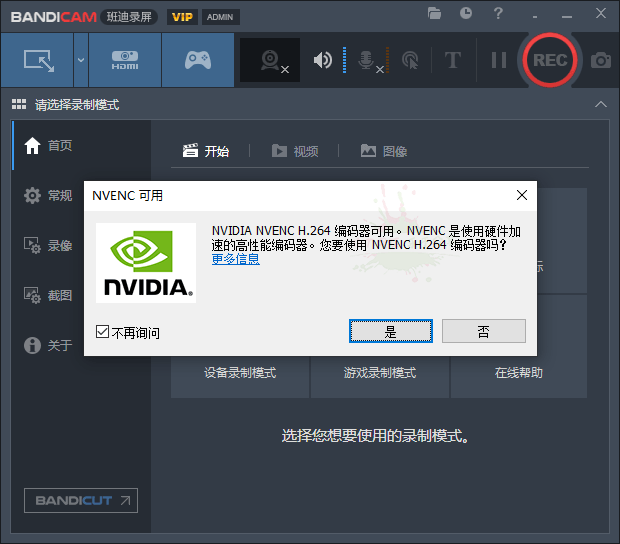 BANDICAM 班迪录屏 VIP ADMIN
HDMI
T
REC
请选择录制模式
首页
常规
录像
截图
关于
开始
视频
图像
NVENC 可用
NVIDIA NVENC H.264 编码器可用。NVENC 是使用硬件加
速的高性能编码器。您要使用 NVENC H.264 编码器吗?
更多信息
NVIDIA.
不再询问
是
否
标
设备录制模式
游戏录制模式
在线帮助
选择您想要使用的录制模式。
BANDICUT